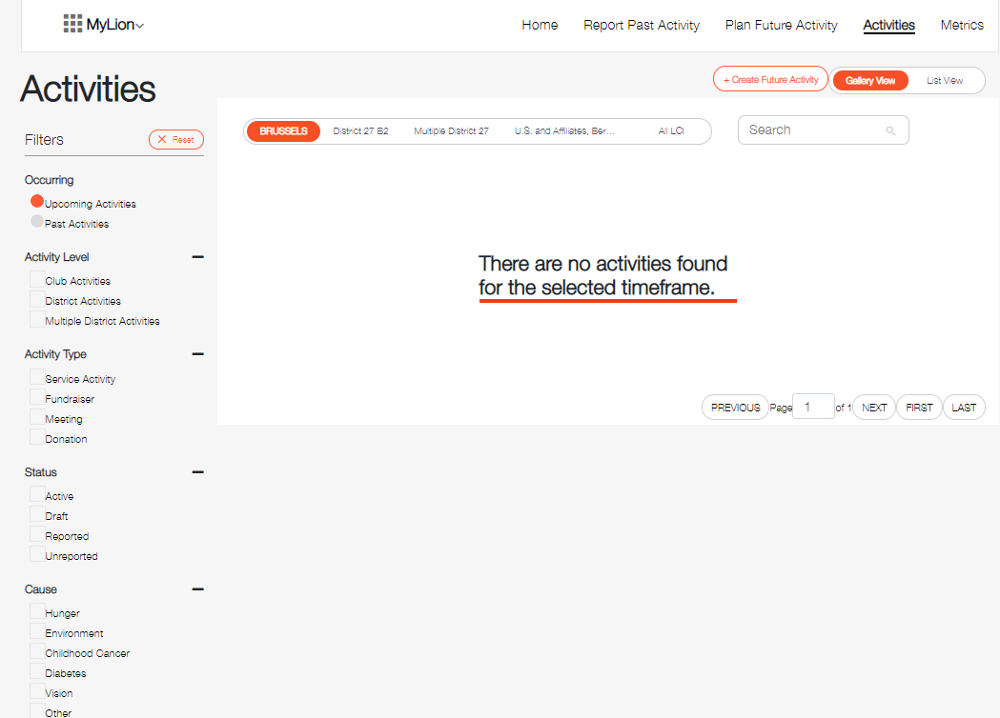 MyLion
Home Report Past Activity Plan Future Activity Activities Metrics
Activities
+ Create Future Activity Gallery View List View
BRUSSELS District 27 B2 Multiple District 27 U.S. and Affiliates, Ber... All LCI Search
Filters Reset
Occurring
Upcoming Activities
Past Activities
Activity Level
Club Activities
District Activities
Multiple District Activities
Activity Type
Service Activity
Fundraiser
Meeting
Donation
Status
Active
Draft
Reported
Unreported
Cause
Hunger
Environment
Childhood Cancer
Diabetes
Vision
Other
There are no activities found
for the selected timeframe.
PREVIOUS Page 1 of 1 NEXT FIRST LAST